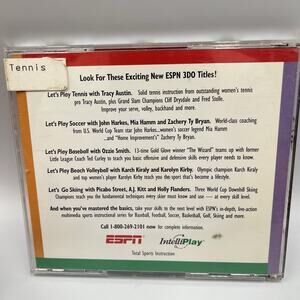 Tennis
Look For These Exciting New ESPN 3DO Titles!
Let's Play Tennis with Tracy Austin. Solid tennis instruction from outstanding women's tennis
pro Tracy Austin, plus Grand Slam Champions Cliff Drysdale and Fred Stolle.
Improve your serve, volley, backhand and more.
Let's Play Soccer with John Harkes, Mia Hamm and Zachery Ty Bryan. World-class coaching
from U.S. World Cup Team star John Harkes, women's soccer legend Mia Hamm
and "Home Improvement's" Zachery Ty Bryan.
Let's Play Baseball with Ozzie Smith. 13-time Gold Glove winner "The Wizard" teams up with former
Little League Coach Ted Curley to teach you basic offensive and defensive skills every player needs to know.
Let's Play Beach Volleyball with Karch Kiraly and Karolyn Kirby. Olympic champion Karch Kiraly
and top women's player Karolyn Kirby teach you how to master the basics of this exciting game.
Let's Go Skiing with Picabo Street, A.J. Kitt and Holly Flanders. Three World Cup Downhill Skiing
Champions teach you the fundamental techniques every skier must know and use — at every skill level.
And when you've mastered the basics, take your skills to the next level with ESPN's in-depth, live-action
multimedia sports instructional series for Baseball, Football, Soccer, Basketball, Golf, Skiing and more.
Call 1-800-269-2101 now for complete information.
ESPN IntelliPlay
Total Sports Instruction